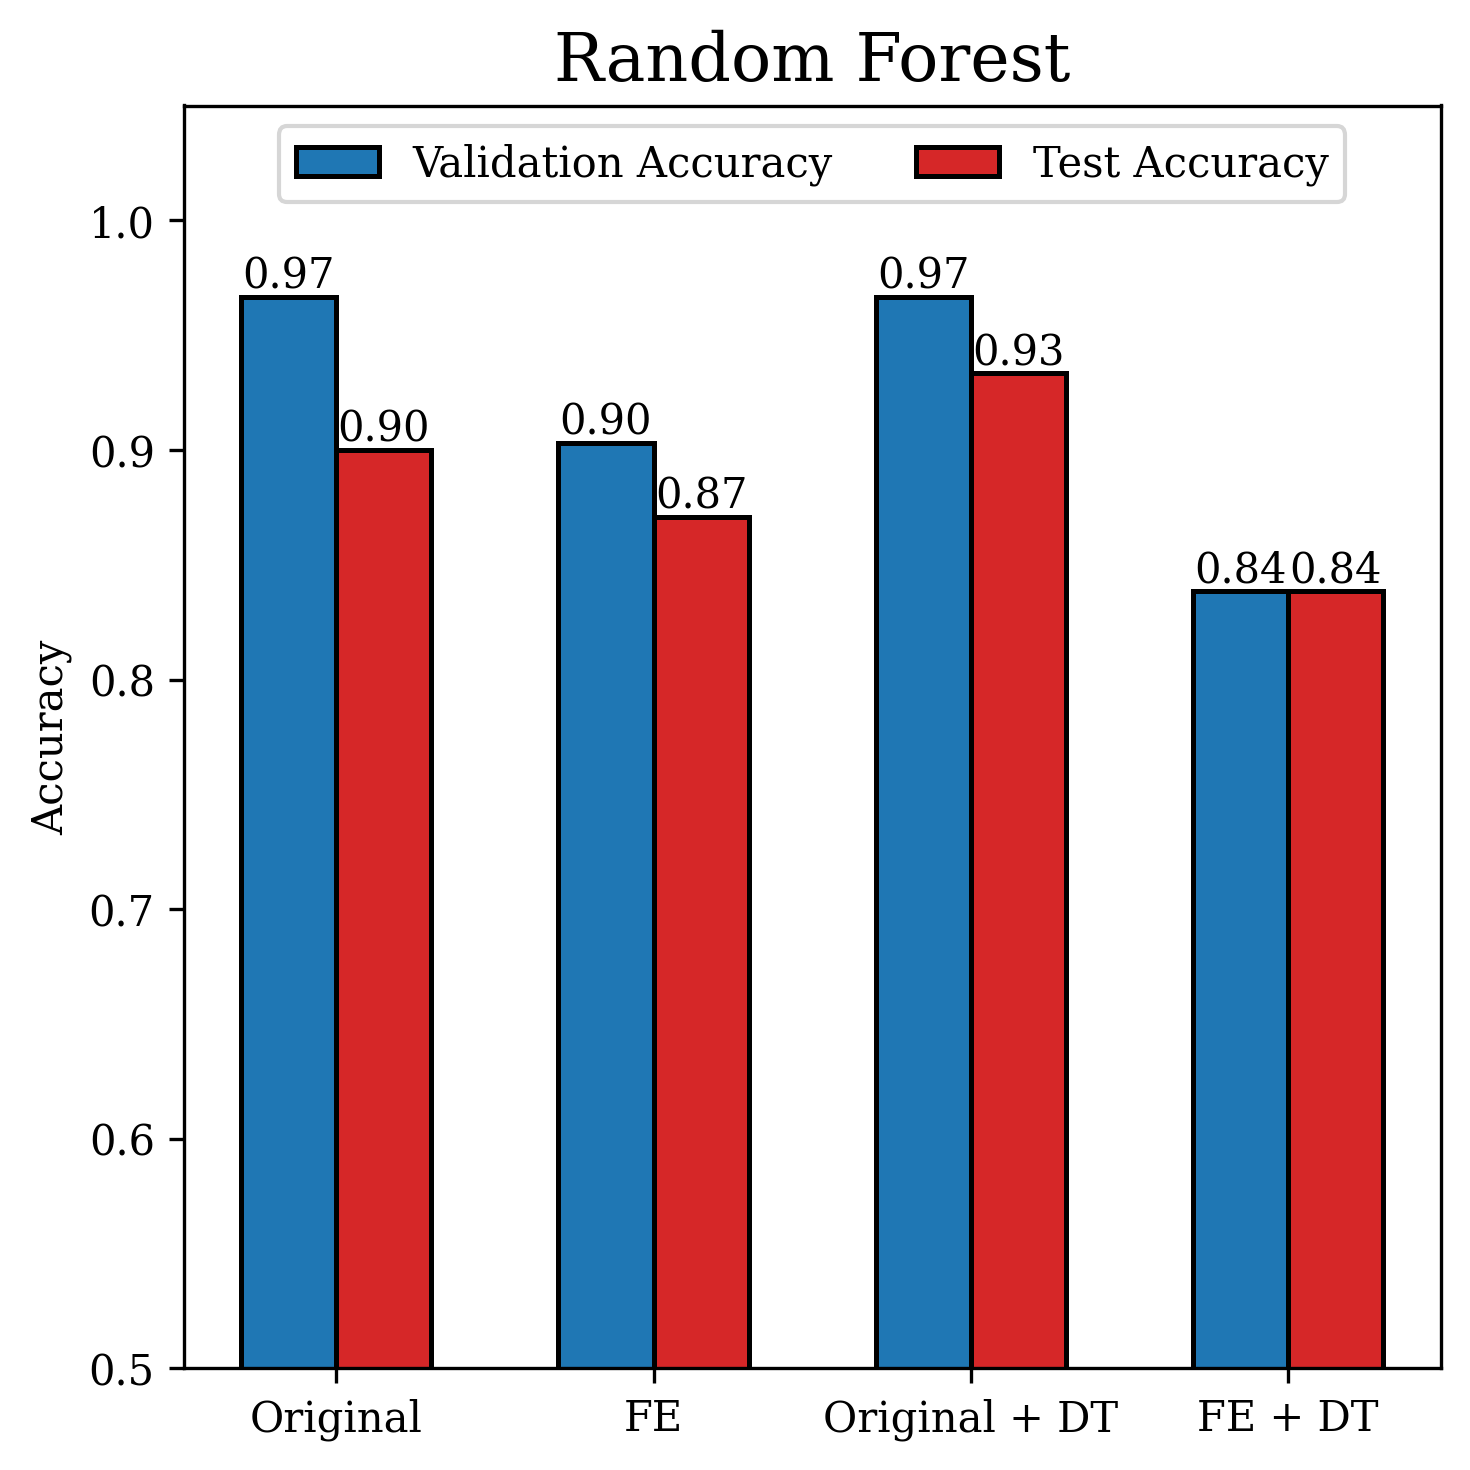 Random Forest
Validation Accuracy Test Accuracy
1.0
0.9
0.8
0.7
0.6
0.5
Accuracy
0.97 0.90 0.90 0.87 0.97 0.93 0.84 0.84
Original FE Original + DT FE + DT